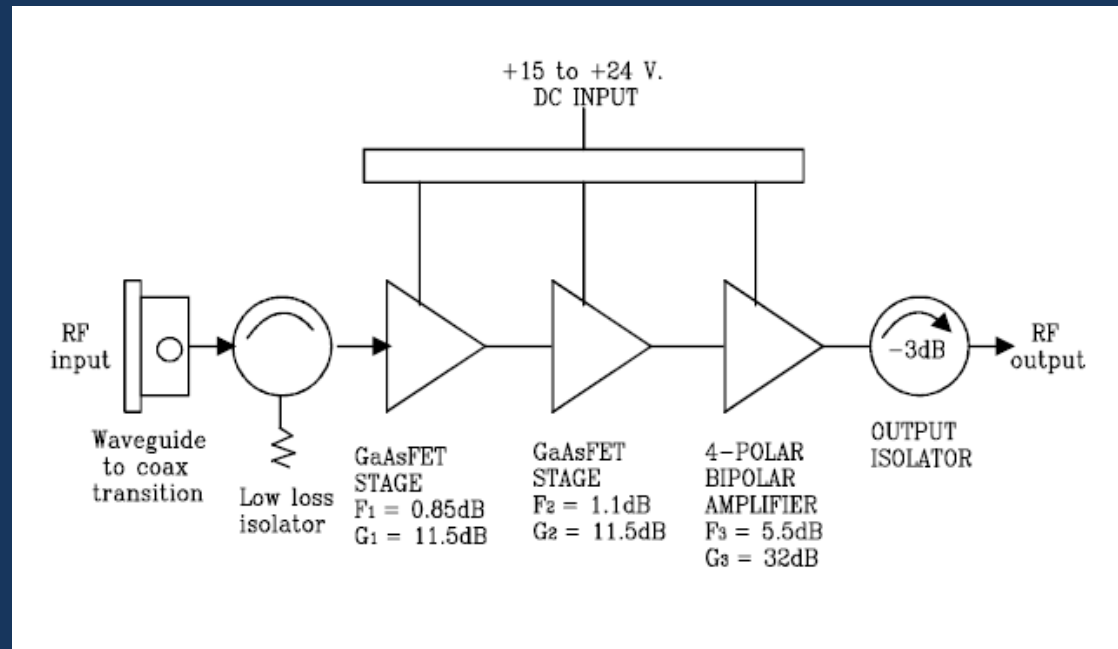 +15 to +24 V.
DC INPUT
RF
input
Waveguide
to coax
transition
Low loss
isolator
GaAsFET
STAGE
F₁ = 0.85dB
G₁ = 11.5dB
GaAsFET
STAGE
F₂ = 1.1dB
G₂ = 11.5dB
4-POLAR
BIPOLAR
AMPLIFIER
F₃ = 5.5dB
G₃ = 32dB
-3dB
OUTPUT
ISOLATOR
RF
output